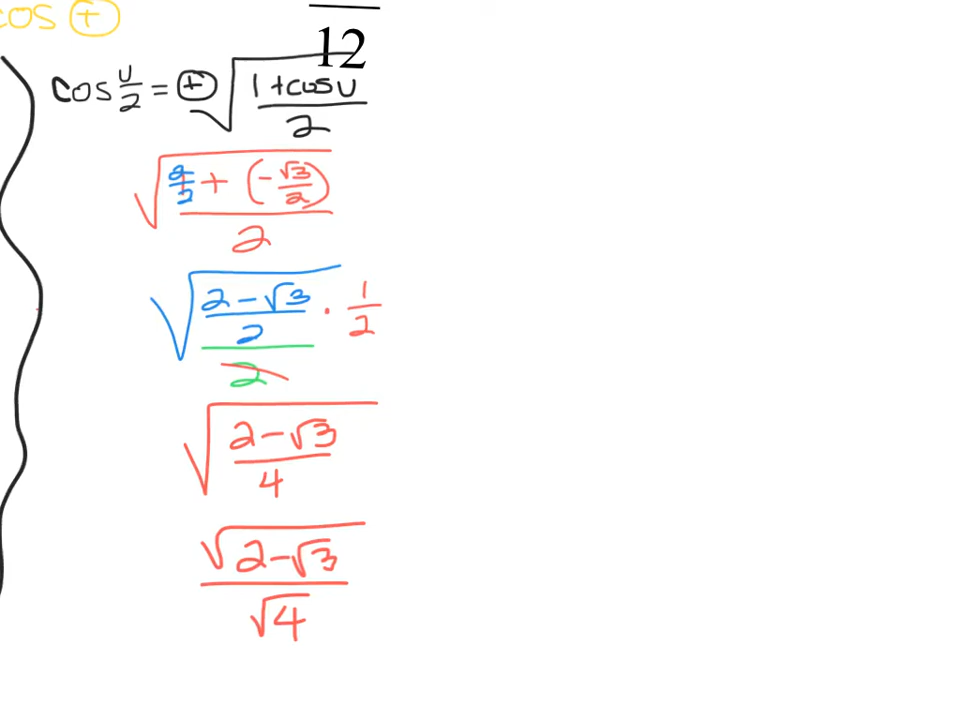 cos (+)
12
cos u/2 = (+) √((1 + cos u)/2)
√((2/2 + (-√3/2))/2)
√(((2 - √3)/2)/2 · 1/2)
√((2 - √3)/4)
√(2 - √3)/√4